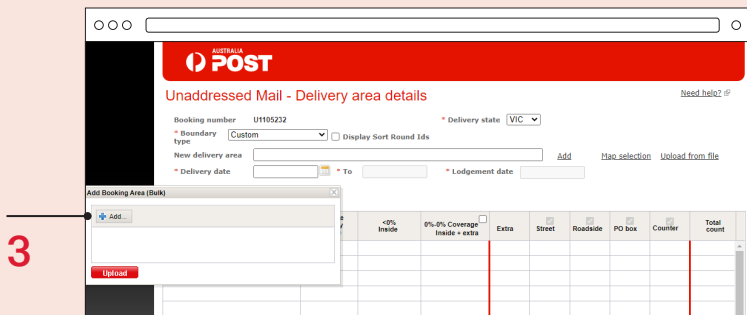 AUSTRALIA
POST
Unaddressed Mail - Delivery area details
Need help?
Booking number U1105232 * Delivery state VIC
* Boundary type Custom Display Sort Round Ids
New delivery area Add Map selection Upload from file
* Delivery date * To * Lodgement date
Add Booking Area (Bulk)
Add...
3
Upload
<0% Inside 0%-0% Coverage Inside + extra Extra Street Roadside PO box Counter Total count